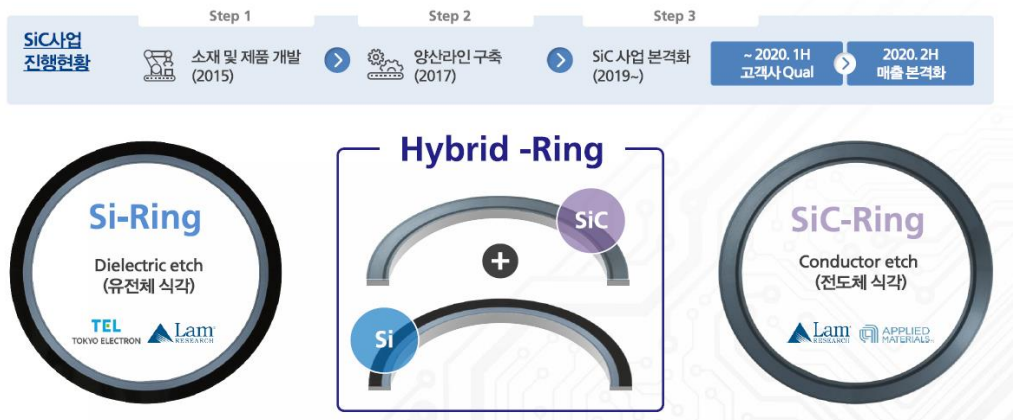 Step 1
Step 2
Step 3
SiC사업
진행현황
소재 및 제품 개발
(2015)
양산라인 구축
(2017)
SiC 사업 본격화
(2019~)
~ 2020. 1H
고객사 Qual
2020. 2H
매출 본격화
Si-Ring
Dielectric etch
(유전체 식각)
TEL
TOKYO ELECTRON
Lam
RESEARCH
Hybrid -Ring
SiC
Si
SiC-Ring
Conductor etch
(전도체 식각)
Lam
RESEARCH
APPLIED
MATERIALS